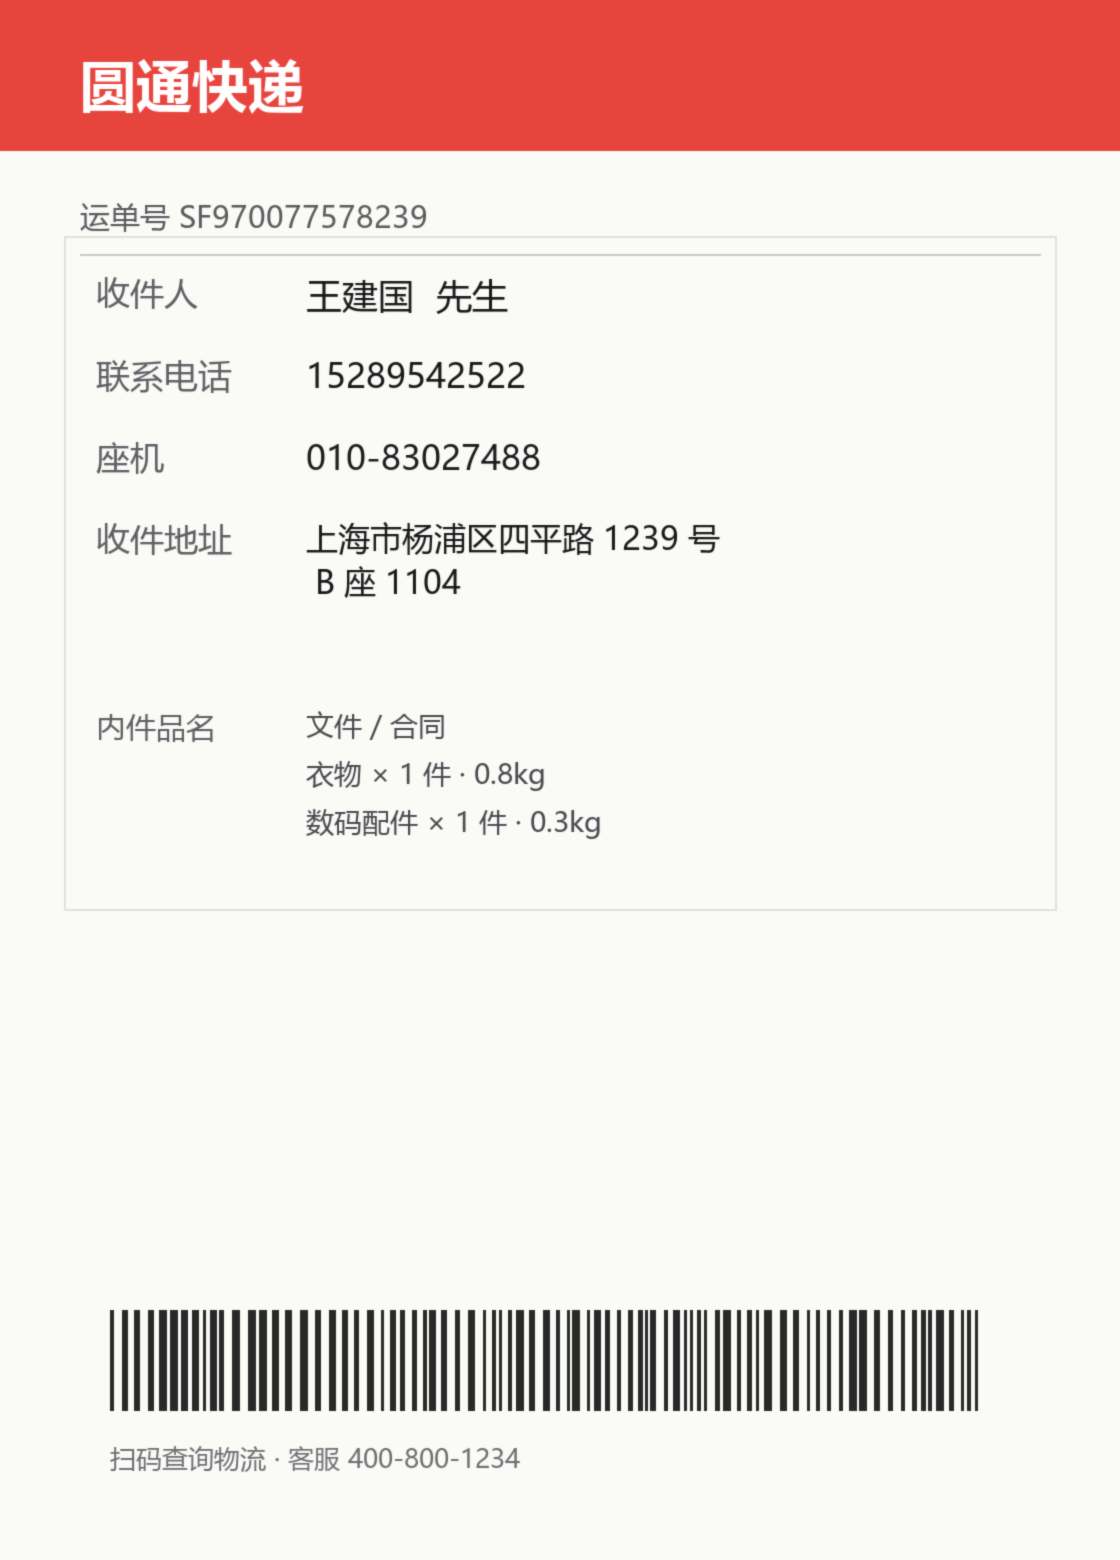 圆通快递
运单号 SF970077578239
收件人 王建国 先生
联系电话 15289542522
座机 010-83027488
收件地址 上海市杨浦区四平路 1239 号
B 座 1104
内件品名 文件 / 合同
衣物 × 1 件 · 0.8kg
数码配件 × 1 件 · 0.3kg
扫码查询物流 · 客服 400-800-1234